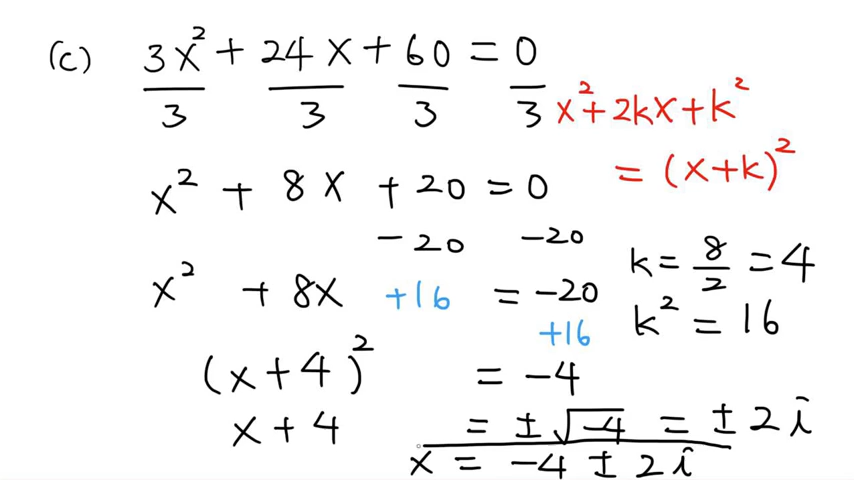 (c) 3x²/3 + 24x/3 + 60/3 = 0/3
x² + 2kx + k²
= (x+k)²
x² + 8x + 20 = 0
-20 -20
x² + 8x +16 = -20
+16
k = 8/2 = 4
k² = 16
(x+4)² = -4
x+4 = ±√-4 = ±2i
x = -4 ± 2i